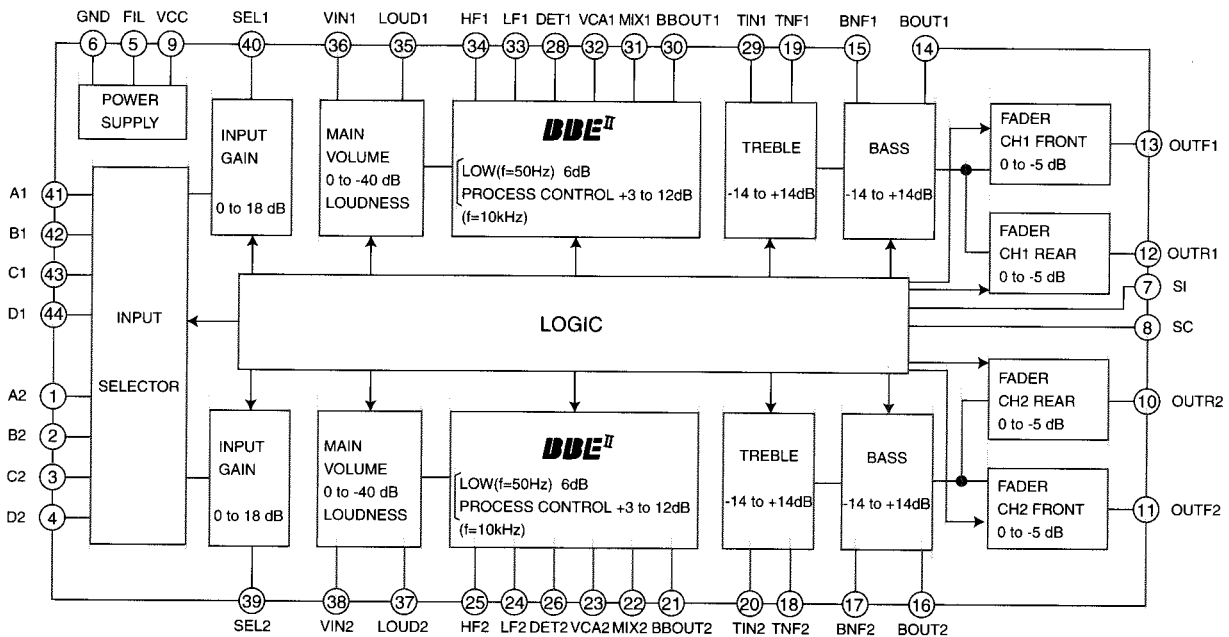 GND FIL VCC SEL1 VIN1 LOUD1 HF1 LF1 DET1 VCA1 MIX1 BBOUT1 TIN1 TNF1 BNF1 BOUT1
6 5 9 40 36 35 34 33 28 32 31 30 29 19 15 14
POWER
SUPPLY
INPUT
GAIN
0 to 18 dB
MAIN
VOLUME
0 to -40 dB
LOUDNESS
BBE II
LOW(f=50Hz) 6dB
PROCESS CONTROL +3 to 12dB
(f=10kHz)
TREBLE
-14 to +14dB
BASS
-14 to +14dB
FADER
CH1 FRONT
0 to -5 dB
13 OUTF1
FADER
CH1 REAR
0 to -5 dB
12 OUTR1
7 SI
8 SC
A1 41
B1 42
C1 43
D1 44
INPUT
SELECTOR
LOGIC
A2 1
B2 2
C2 3
D2 4
INPUT
GAIN
0 to 18 dB
MAIN
VOLUME
0 to -40 dB
LOUDNESS
BBE II
LOW(f=50Hz) 6dB
PROCESS CONTROL +3 to 12dB
(f=10kHz)
TREBLE
-14 to +14dB
BASS
-14 to +14dB
FADER
CH2 REAR
0 to -5 dB
10 OUTR2
FADER
CH2 FRONT
0 to -5 dB
11 OUTF2
39 38 37 25 24 26 23 22 21 20 18 17 16
SEL2 VIN2 LOUD2 HF2 LF2 DET2 VCA2 MIX2 BBOUT2 TIN2 TNF2 BNF2 BOUT2